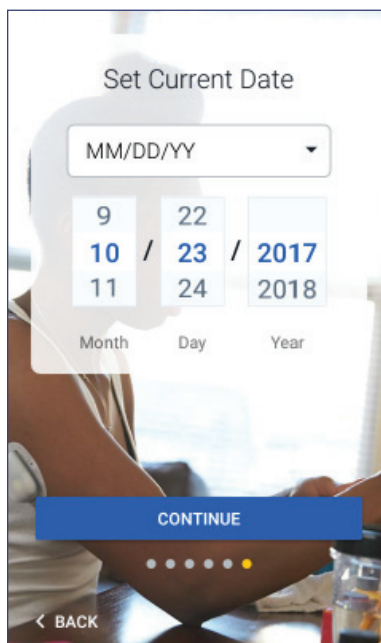 Set Current Date
MM/DD/YY
9 22
10 / 23 / 2017
11 24 2018
Month Day Year
CONTINUE
< BACK